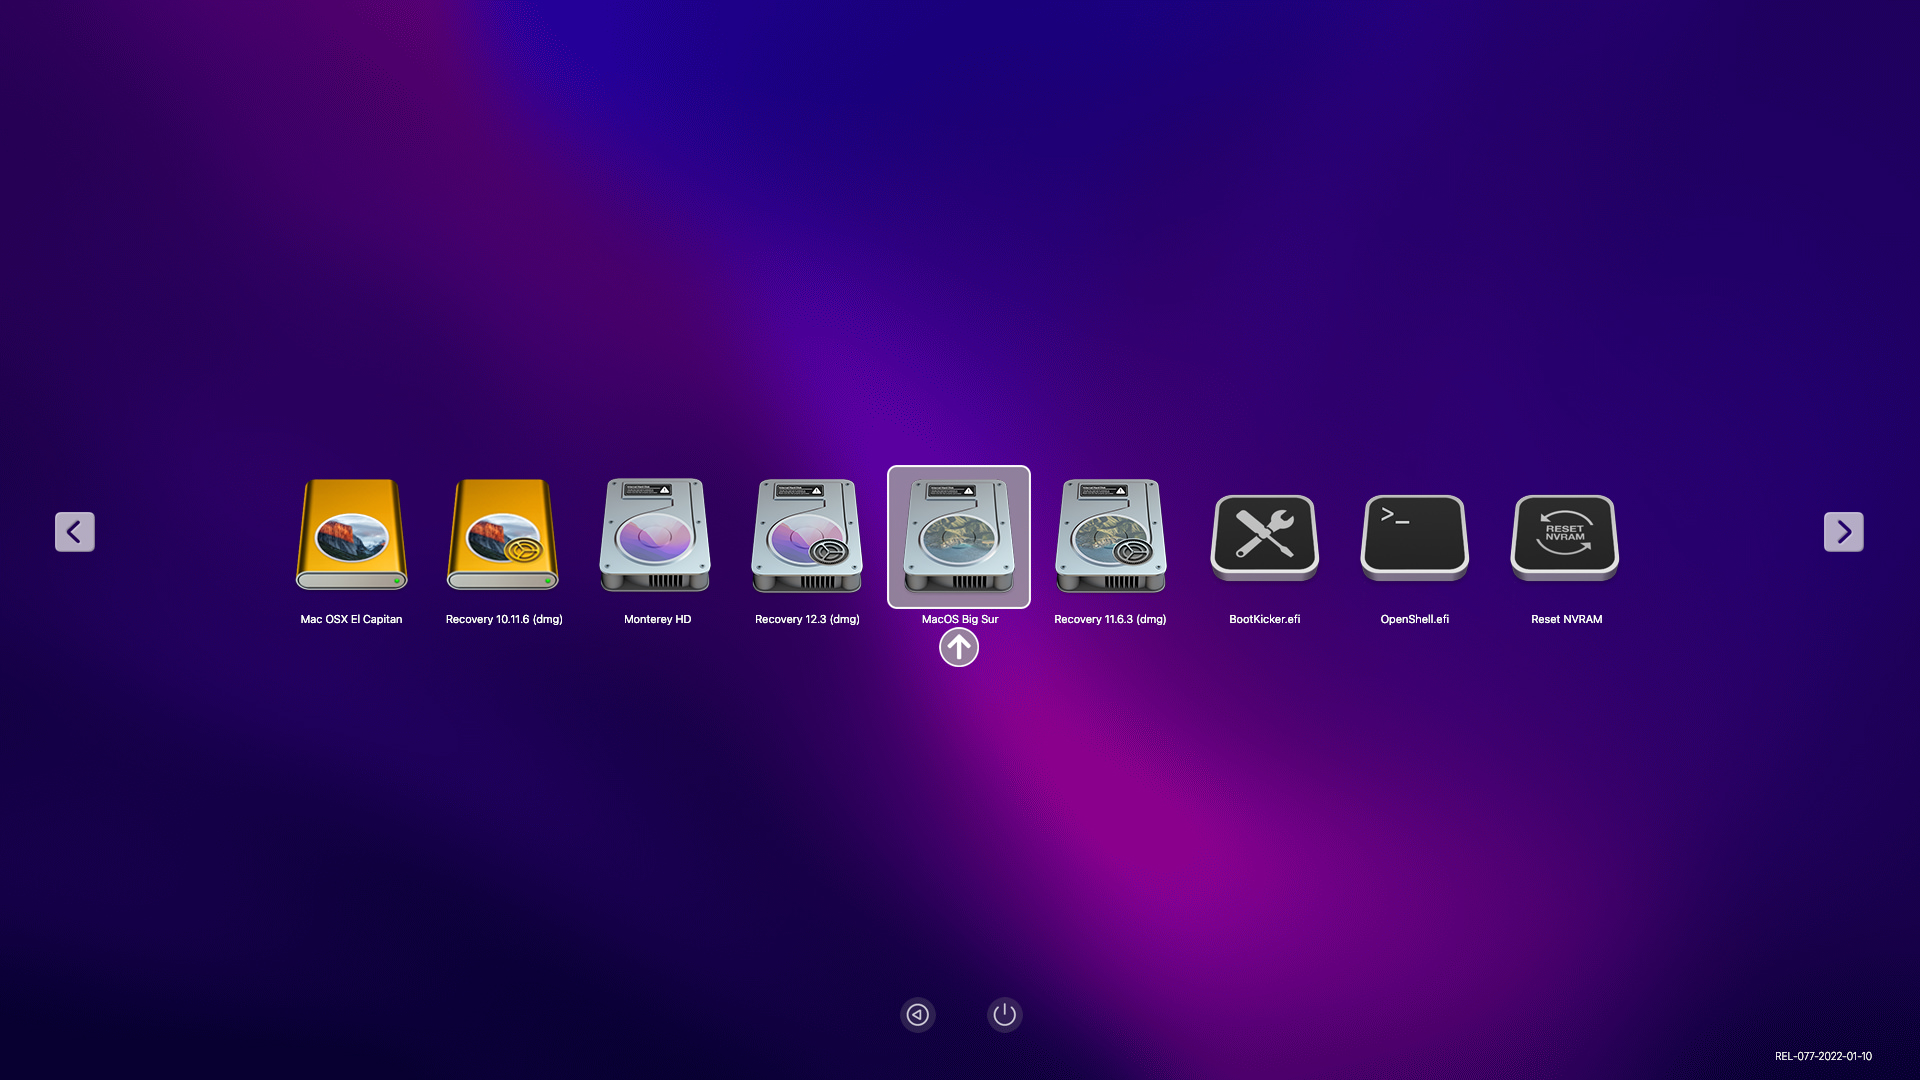 Mac OSX El Capitan
Recovery 10.11.6 (dmg)
Monterey HD
Recovery 12.3 (dmg)
MacOS Big Sur
Recovery 11.6.3 (dmg)
BootKicker.efi
>_
OpenShell.efi
RESET
NVRAM
Reset NVRAM
REL-077-2022-01-10